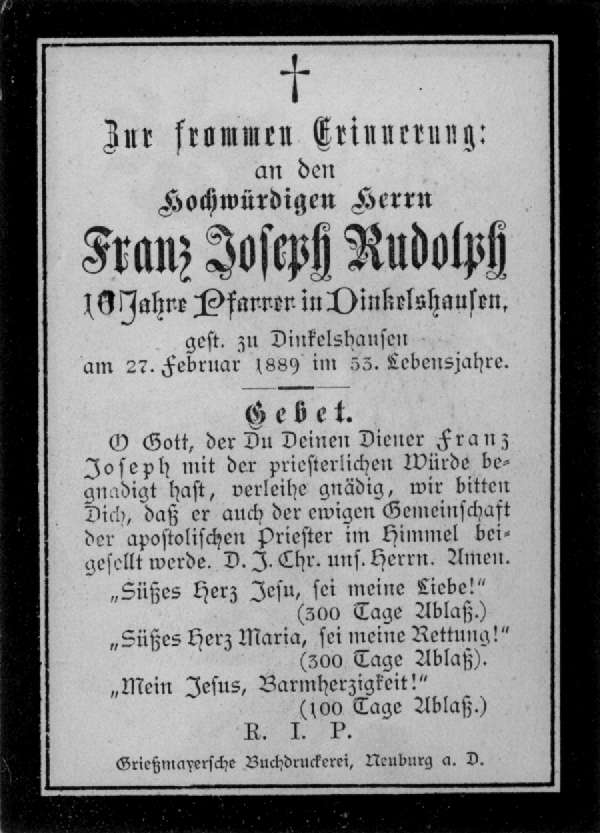 Zur frommen Erinnerung:
an den
Hochwürdigen Herrn
Franz Joseph Rudolph
10 Jahre Pfarrer in Dinkelshausen,
gest. zu Dinkelshausen
am 27. Februar 1889 im 53. Lebensjahre.
Gebet.
O Gott, der Du Deinen Diener Franz
Joseph mit der priesterlichen Würde be-
gnadigt hast, verleihe gnädig, wir bitten
Dich, daß er auch der ewigen Gemeinschaft
der apostolischen Priester im Himmel bei-
gesellt werde. D. J. Chr. uns. Herrn. Amen.
„Süßes Herz Jesu, sei meine Liebe!“
(300 Tage Ablaß.)
„Süßes Herz Maria, sei meine Rettung!“
(300 Tage Ablaß).
„Mein Jesus, Barmherzigkeit!“
(100 Tage Ablaß.)
R. I. P.
Grießmayersche Buchdruckerei, Neuburg a. D.